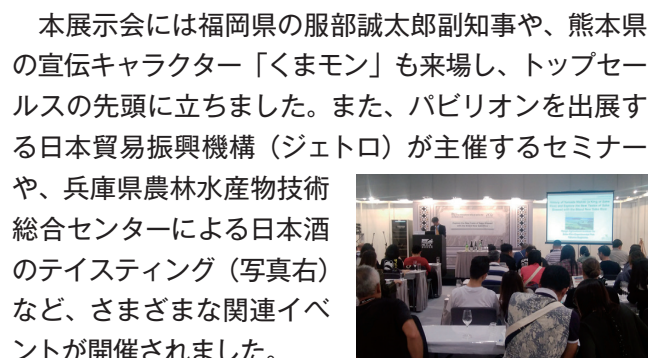 本展示会には福岡県の服部誠太郎副知事や、熊本県
の宣伝キャラクター「くまモン」も来場し、トップセー
ルスの先頭に立ちました。また、パビリオンを出展す
る日本貿易振興機構（ジェトロ）が主催するセミナー
や、兵庫県農林水産物技術
総合センターによる日本酒
のテイスティング（写真右）
など、さまざまな関連イベ
ントが開催されました。